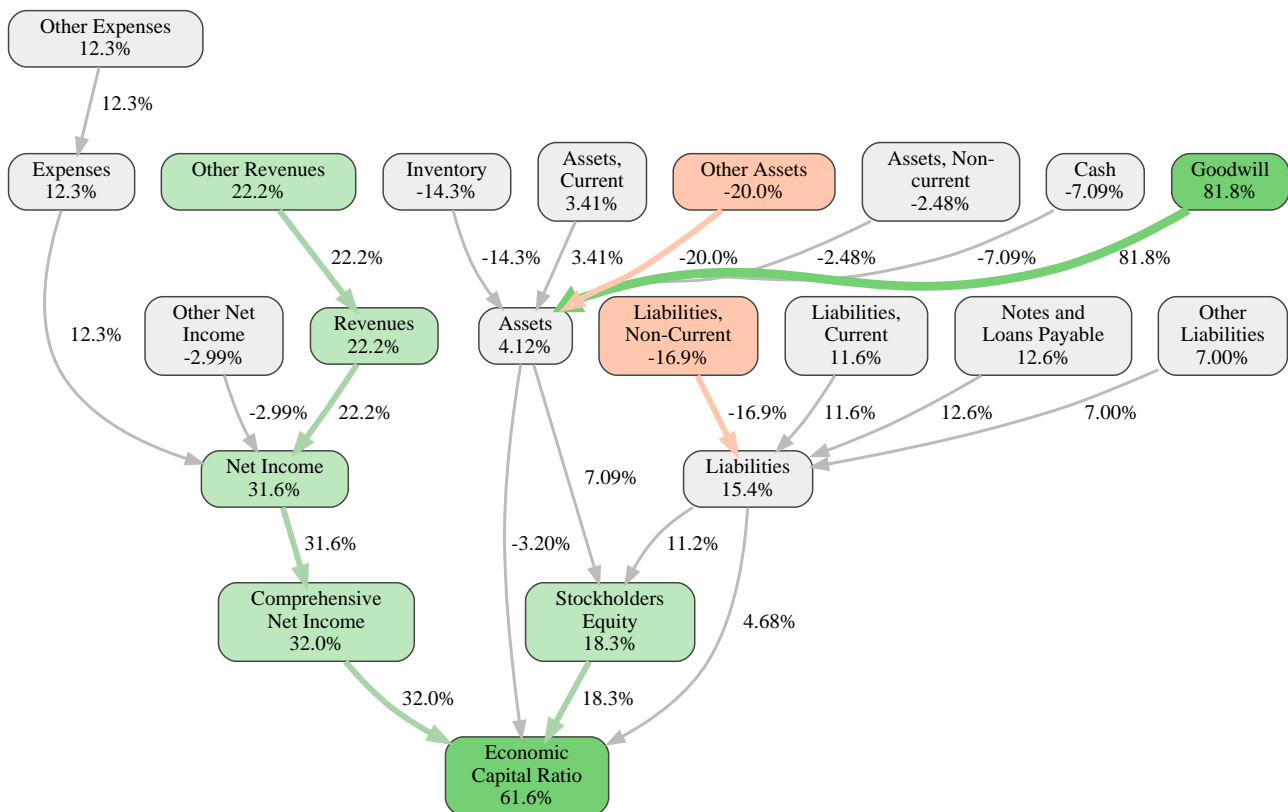 Other Expenses
12.3%
12.3%
Expenses
12.3%
Other Revenues
22.2%
Inventory
-14.3%
Assets,
Current
3.41%
Other Assets
-20.0%
Assets, Non-
current
-2.48%
Cash
-7.09%
Goodwill
81.8%
22.2%
-14.3%
3.41%
-20.0%
-2.48%
-7.09%
81.8%
12.3%
Other Net
Income
-2.99%
Revenues
22.2%
Assets
4.12%
Liabilities,
Non-Current
-16.9%
Liabilities,
Current
11.6%
Notes and
Loans Payable
12.6%
Other
Liabilities
7.00%
-2.99%
22.2%
-16.9%
11.6%
12.6%
7.00%
Net Income
31.6%
7.09%
Liabilities
15.4%
31.6%
-3.20%
11.2%
Comprehensive
Net Income
32.0%
Stockholders
Equity
18.3%
4.68%
32.0%
18.3%
Economic
Capital Ratio
61.6%